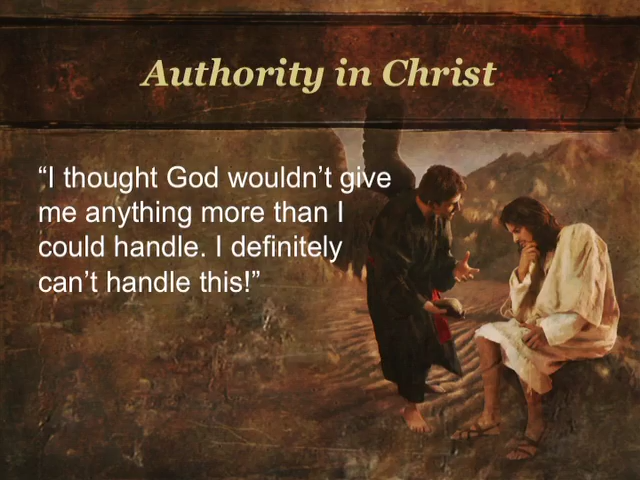 Authority in Christ
“I thought God wouldn’t give
me anything more than I
could handle. I definitely
can’t handle this!”